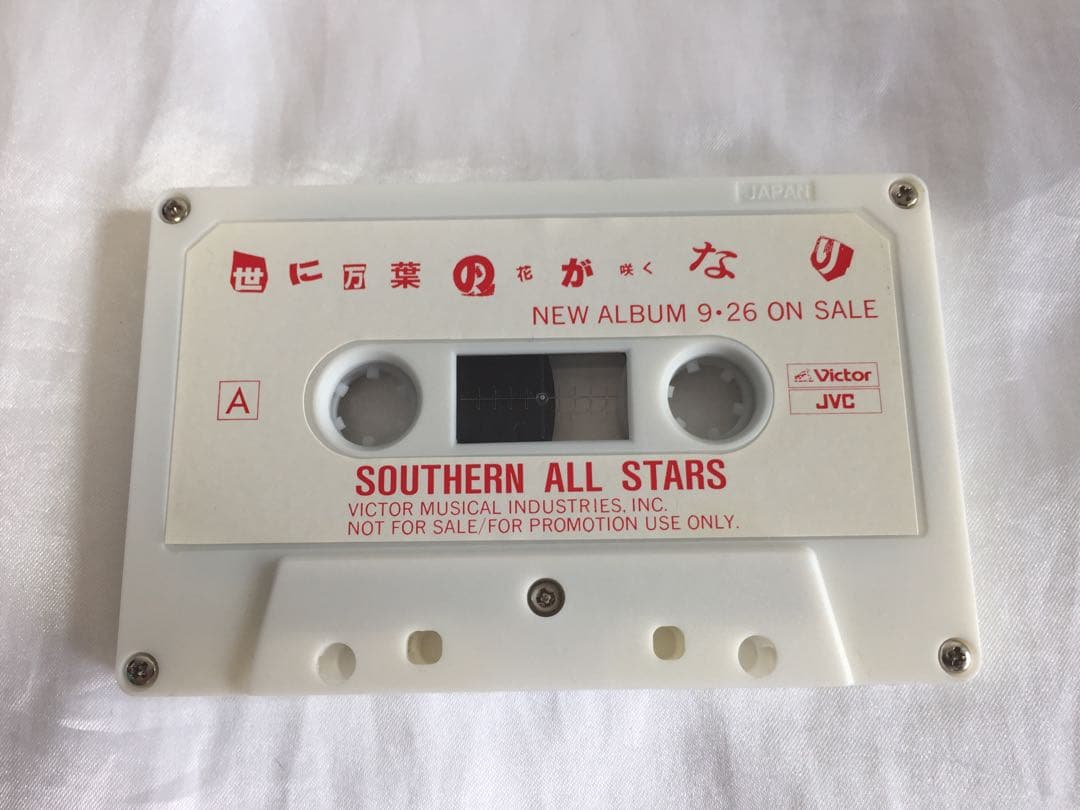 JAPAN
世に万葉の花が咲くなり
NEW ALBUM 9・26 ON SALE
A
Victor
JVC
SOUTHERN ALL STARS
VICTOR MUSICAL INDUSTRIES, INC.
NOT FOR SALE/FOR PROMOTION USE ONLY.